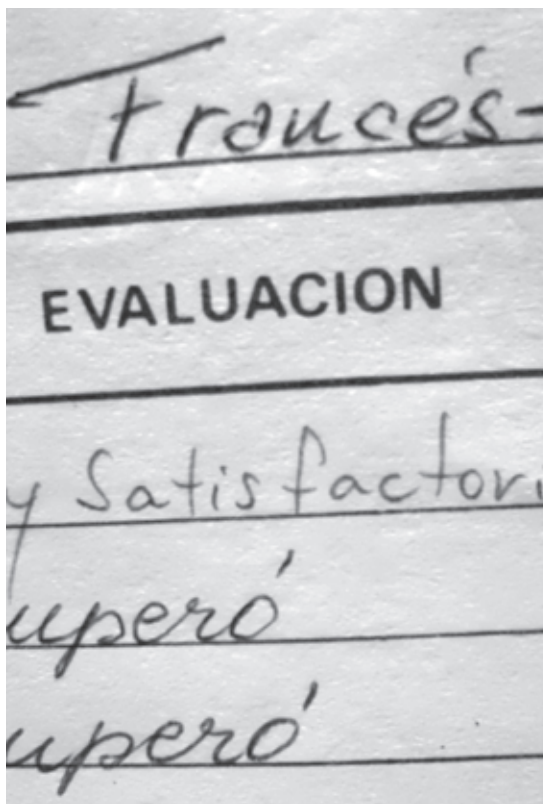 Francés-
EVALUACION
y Satisfactori
uperó
uperó